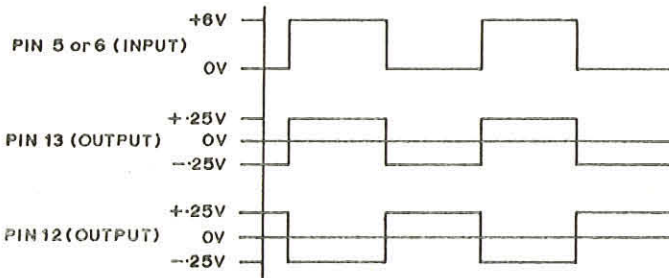 +6V
PIN 5 or 6 (INPUT)
0V
+·25V
PIN 13 (OUTPUT) 0V
−·25V
+·25V
PIN 12 (OUTPUT) 0V
−·25V